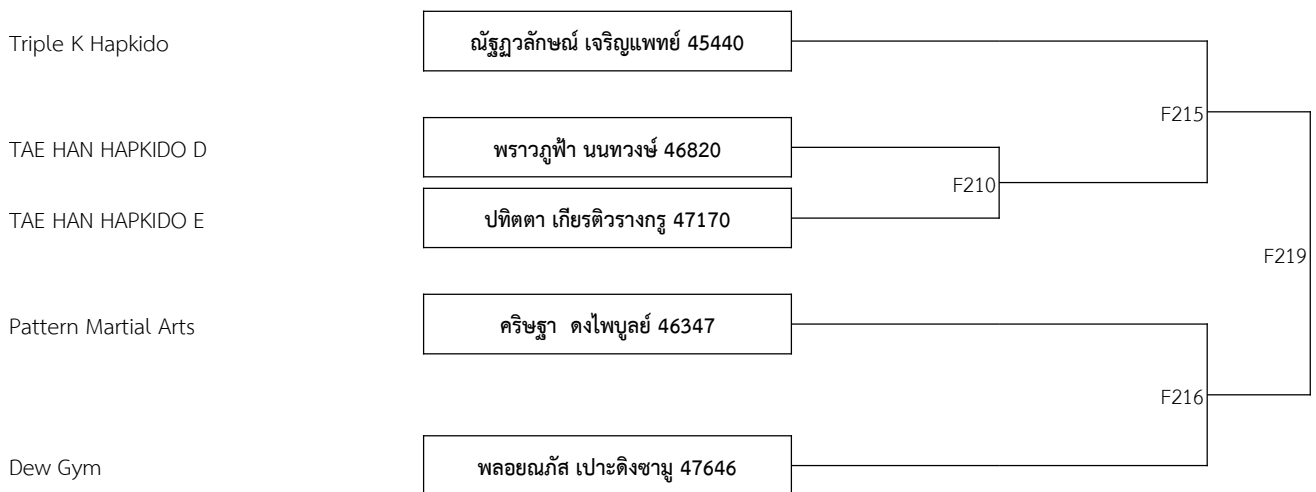 Triple K Hapkido
ณัฐฏวลักษณ์ เจริญแพทย์ 45440
F215
TAE HAN HAPKIDO D
พราวภูฟ้า นนทวงษ์ 46820
F210
TAE HAN HAPKIDO E
ปทิตตา เกียรติวรางกรู 47170
F219
Pattern Martial Arts
คริษฐา ดงไพบูลย์ 46347
F216
Dew Gym
พลอยณภัส เปาะดิงซามู 47646